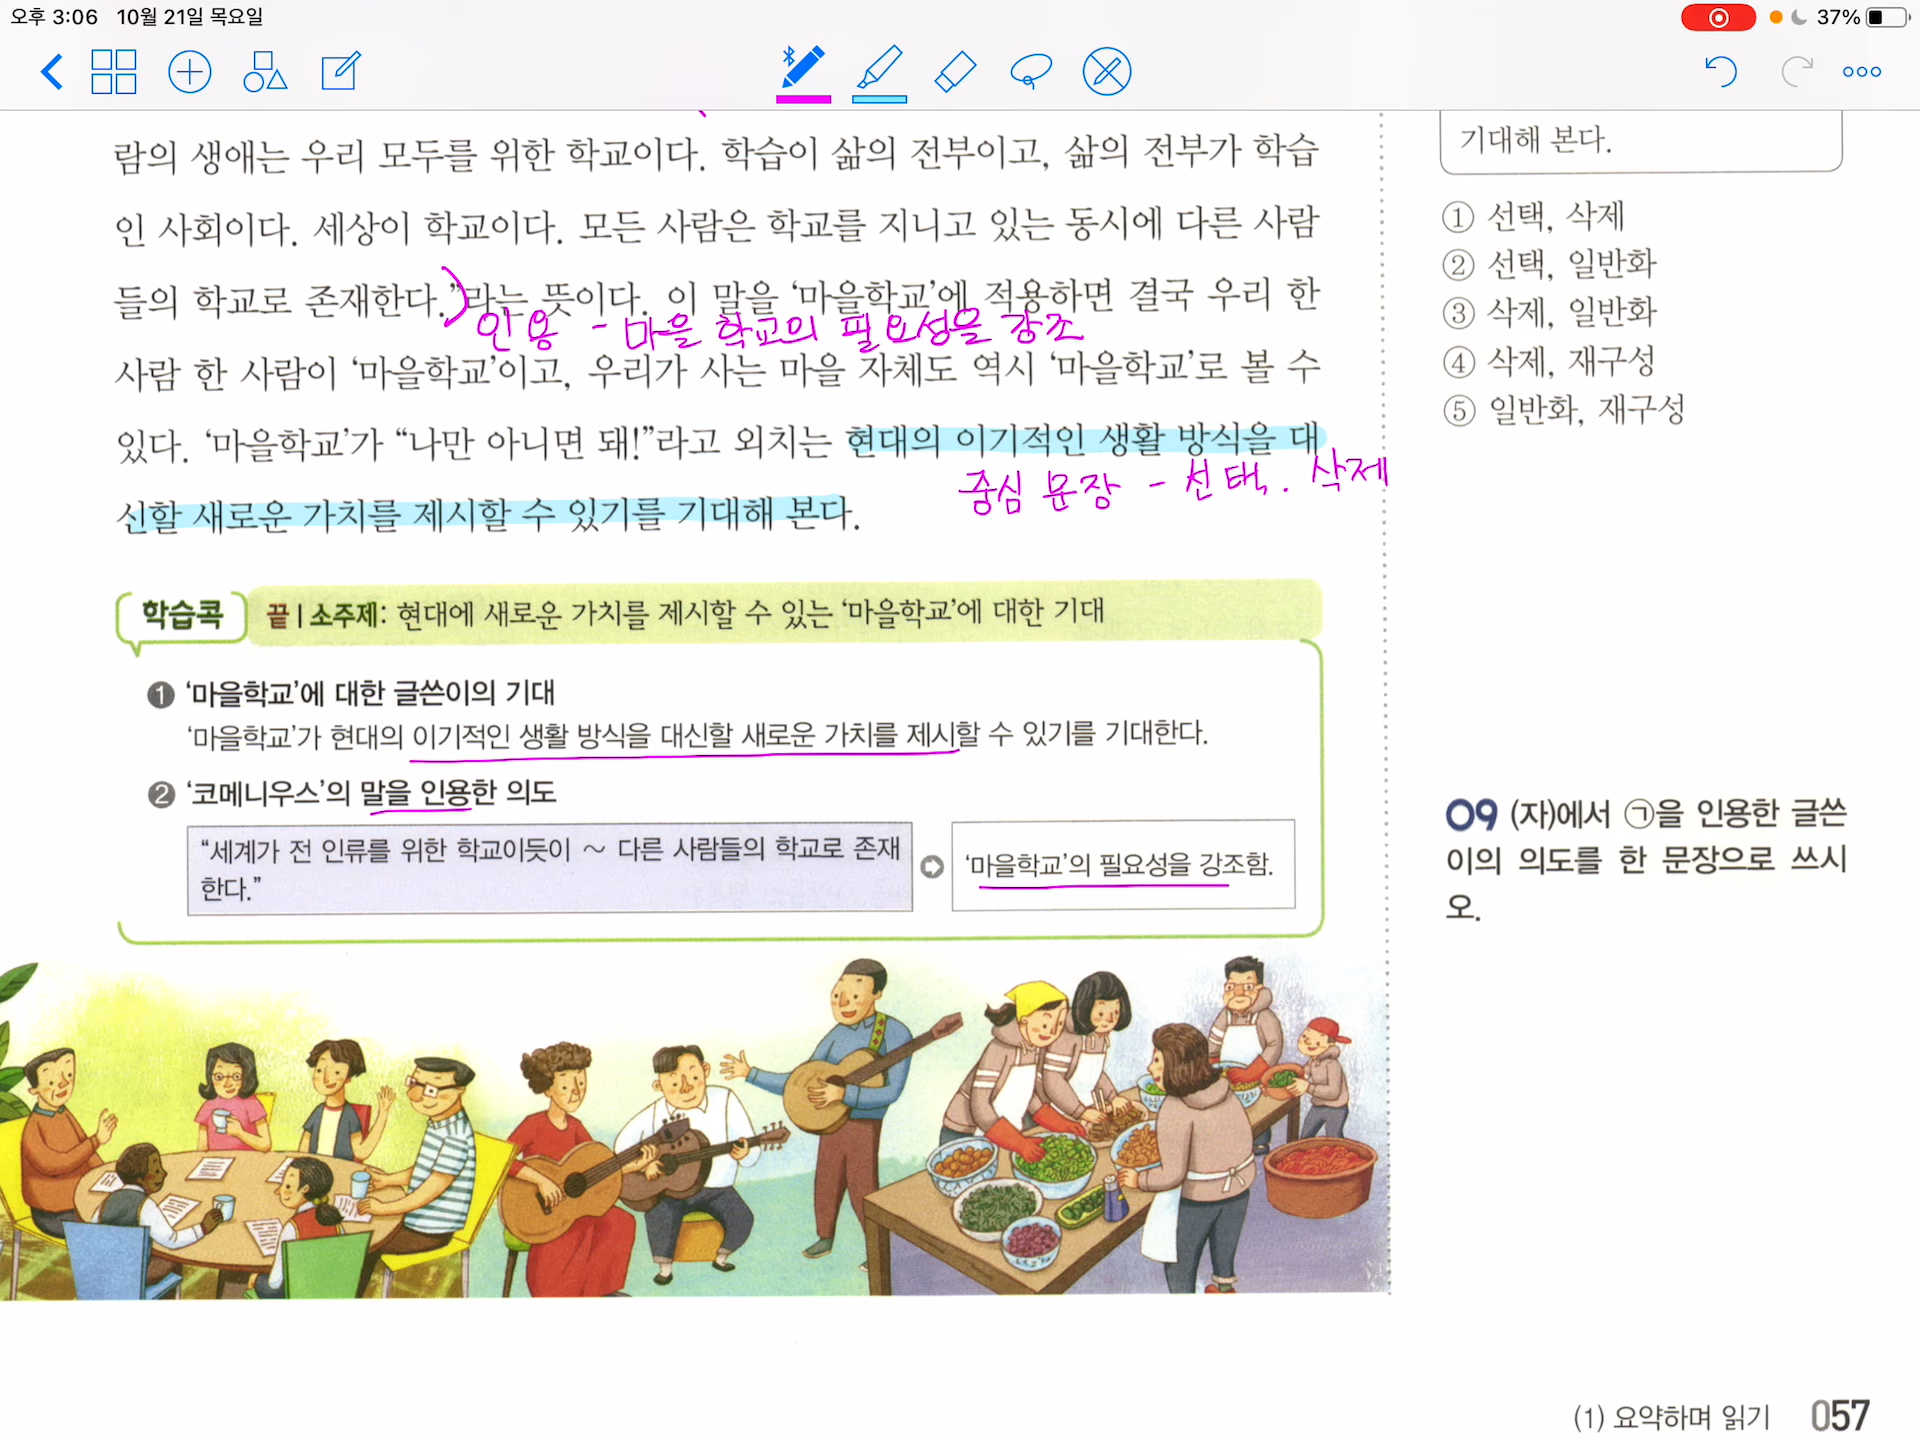 오후 3:06 10월 21일 목요일
37%
람의 생애는 우리 모두를 위한 학교이다. 학습이 삶의 전부이고, 삶의 전부가 학습
인 사회이다. 세상이 학교이다. 모든 사람은 학교를 지니고 있는 동시에 다른 사람
들의 학교로 존재한다.”라는 뜻이다. 이 말을 ‘마을학교’에 적용하면 결국 우리 한
인용 - 마을 학교의 필요성을 강조
사람 한 사람이 ‘마을학교’이고, 우리가 사는 마을 자체도 역시 ‘마을학교’로 볼 수
있다. ‘마을학교’가 “나만 아니면 돼!”라고 외치는 현대의 이기적인 생활 방식을 대
중심 문장 - 선택. 삭제
신할 새로운 가치를 제시할 수 있기를 기대해 본다.
학습콕 끝 | 소주제: 현대에 새로운 가치를 제시할 수 있는 ‘마을학교’에 대한 기대
❶ ‘마을학교’에 대한 글쓴이의 기대
‘마을학교’가 현대의 이기적인 생활 방식을 대신할 새로운 가치를 제시할 수 있기를 기대한다.
❷ ‘코메니우스’의 말을 인용한 의도
“세계가 전 인류를 위한 학교이듯이 ~ 다른 사람들의 학교로 존재
한다.”
‘마을학교’의 필요성을 강조함.
기대해 본다.
① 선택, 삭제
② 선택, 일반화
③ 삭제, 일반화
④ 삭제, 재구성
⑤ 일반화, 재구성
09 (자)에서 ㉠을 인용한 글쓴
이의 의도를 한 문장으로 쓰시
오.
(1) 요약하며 읽기 057